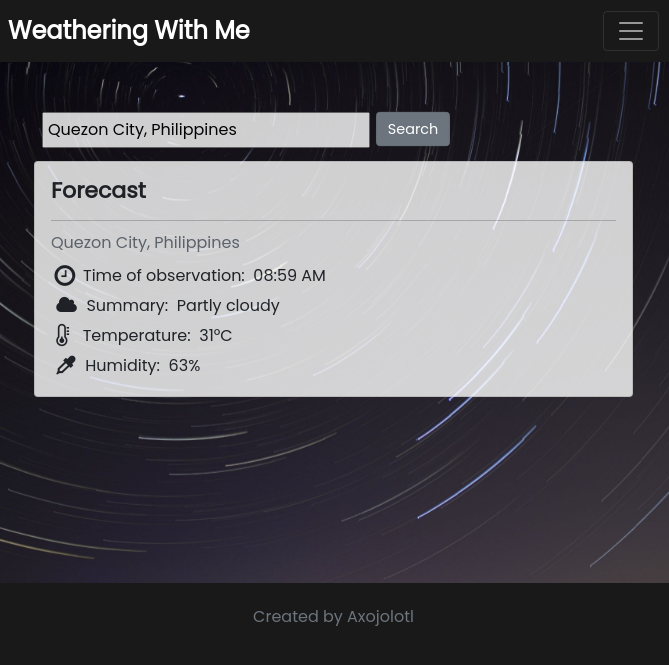 Weathering With Me
Quezon City, Philippines
Search
Forecast
Quezon City, Philippines
Time of observation: 08:59 AM
Summary: Partly cloudy
Temperature: 31°C
Humidity: 63%
Created by Axojolotl